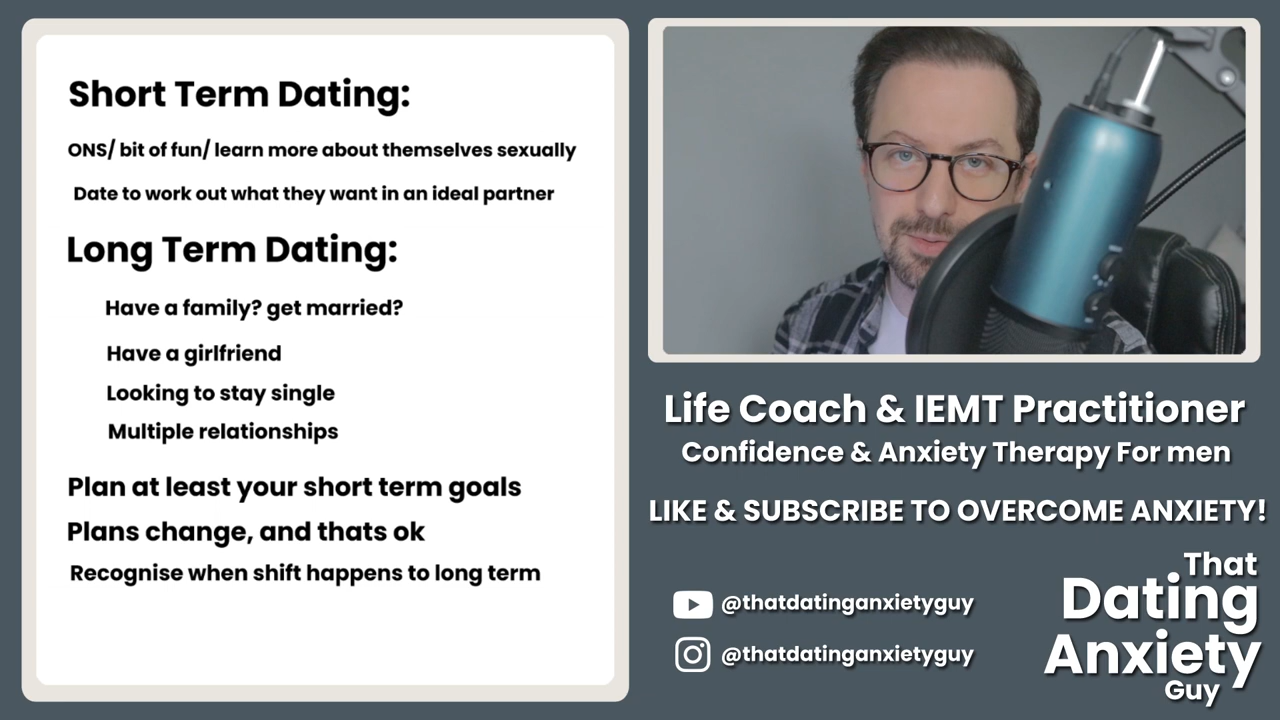 Short Term Dating:
ONS/ bit of fun/ learn more about themselves sexually
Date to work out what they want in an ideal partner
Long Term Dating:
Have a family? get married?
Have a girlfriend
Looking to stay single
Multiple relationships
Plan at least your short term goals
Plans change, and thats ok
Recognise when shift happens to long term
Life Coach & IEMT Practitioner
Confidence & Anxiety Therapy For men
LIKE & SUBSCRIBE TO OVERCOME ANXIETY!
@thatdatinganxietyguy
@thatdatinganxietyguy
That
Dating
Anxiety
Guy